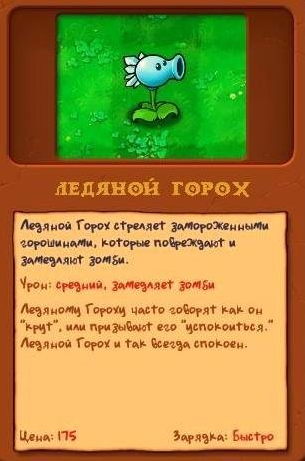 ЛЕДЯНОЙ ГОРОХ
Ледяной Горох стреляет замороженными
горошинами, которые повреждают и
замедляют зомби.
Урон: средний, замедляет зомби
Ледяному Гороху часто говорят как он
"крут", или призывают его "успокоиться."
Ледяной Горох и так всегда спокоен.
Цена: 175 Зарядка: Быстро